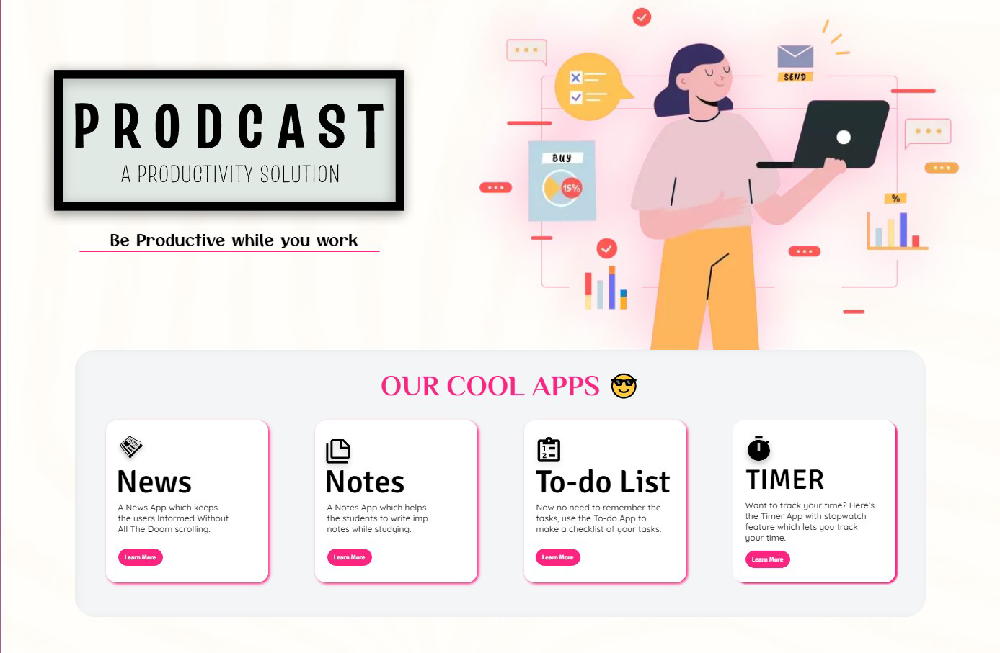 PRODCAST
A PRODUCTIVITY SOLUTION
Be Productive while you work
SEND
BUY
15%
%
OUR COOL APPS 😎
NEWS
News
A News App which keeps
the users Informed Without
All The Doom scrolling.
Learn More
Notes
A Notes App which helps
the students to write imp
notes while studying.
Learn More
1
2
To-do List
Now no need to remember the
tasks, use the To-do App to
make a checklist of your tasks.
Learn More
TIMER
Want to track your time? Here's
the Timer App with stopwatch
feature which lets you track
your time.
Learn More